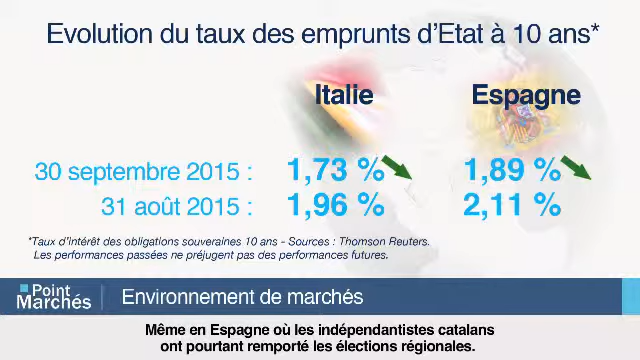 Evolution du taux des emprunts d'Etat à 10 ans*
Italie Espagne
30 septembre 2015 : 1,73 % 1,89 %
31 août 2015 : 1,96 % 2,11 %
*Taux d'intérêt des obligations souveraines 10 ans - Sources : Thomson Reuters.
Les performances passées ne préjugent pas des performances futures.
Point
Marchés
Environnement de marchés
Même en Espagne où les indépendantistes catalans
ont pourtant remporté les élections régionales.